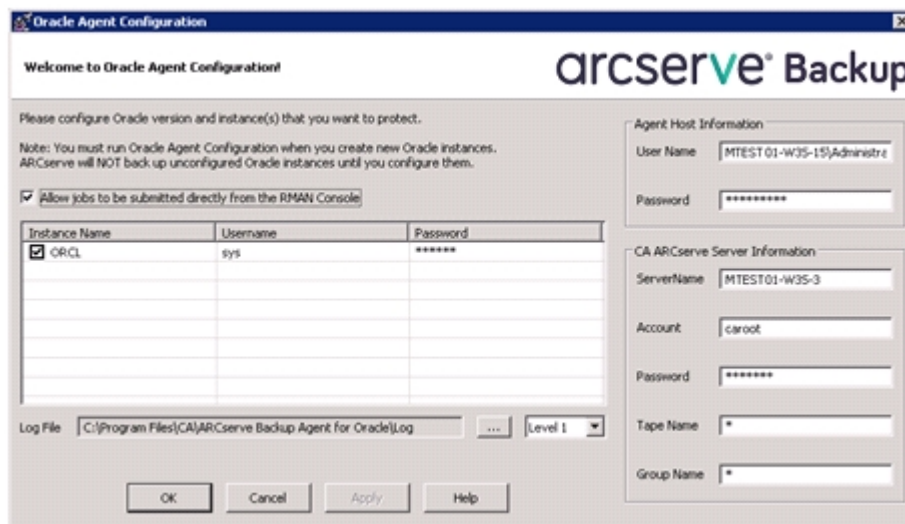 Oracle Agent Configuration
Welcome to Oracle Agent Configuration!
arcserve® Backup
Please configure Oracle version and instance(s) that you want to protect.
Note: You must run Oracle Agent Configuration when you create new Oracle instances.
ARCserve will NOT back up unconfigured Oracle instances until you configure them.
Allow jobs to be submitted directly from the RMAN Console
Instance Name Username Password
ORCL sys ******
Log File C:\Program Files\CA\ARCserve Backup Agent for Oracle\Log ... Level 1
OK Cancel Apply Help
Agent Host Information
User Name MTEST01-W3S-15\Administra
Password *********
CA ARCserve Server Information
ServerName MTEST01-W3S-3
Account caroot
Password *******
Tape Name *
Group Name *